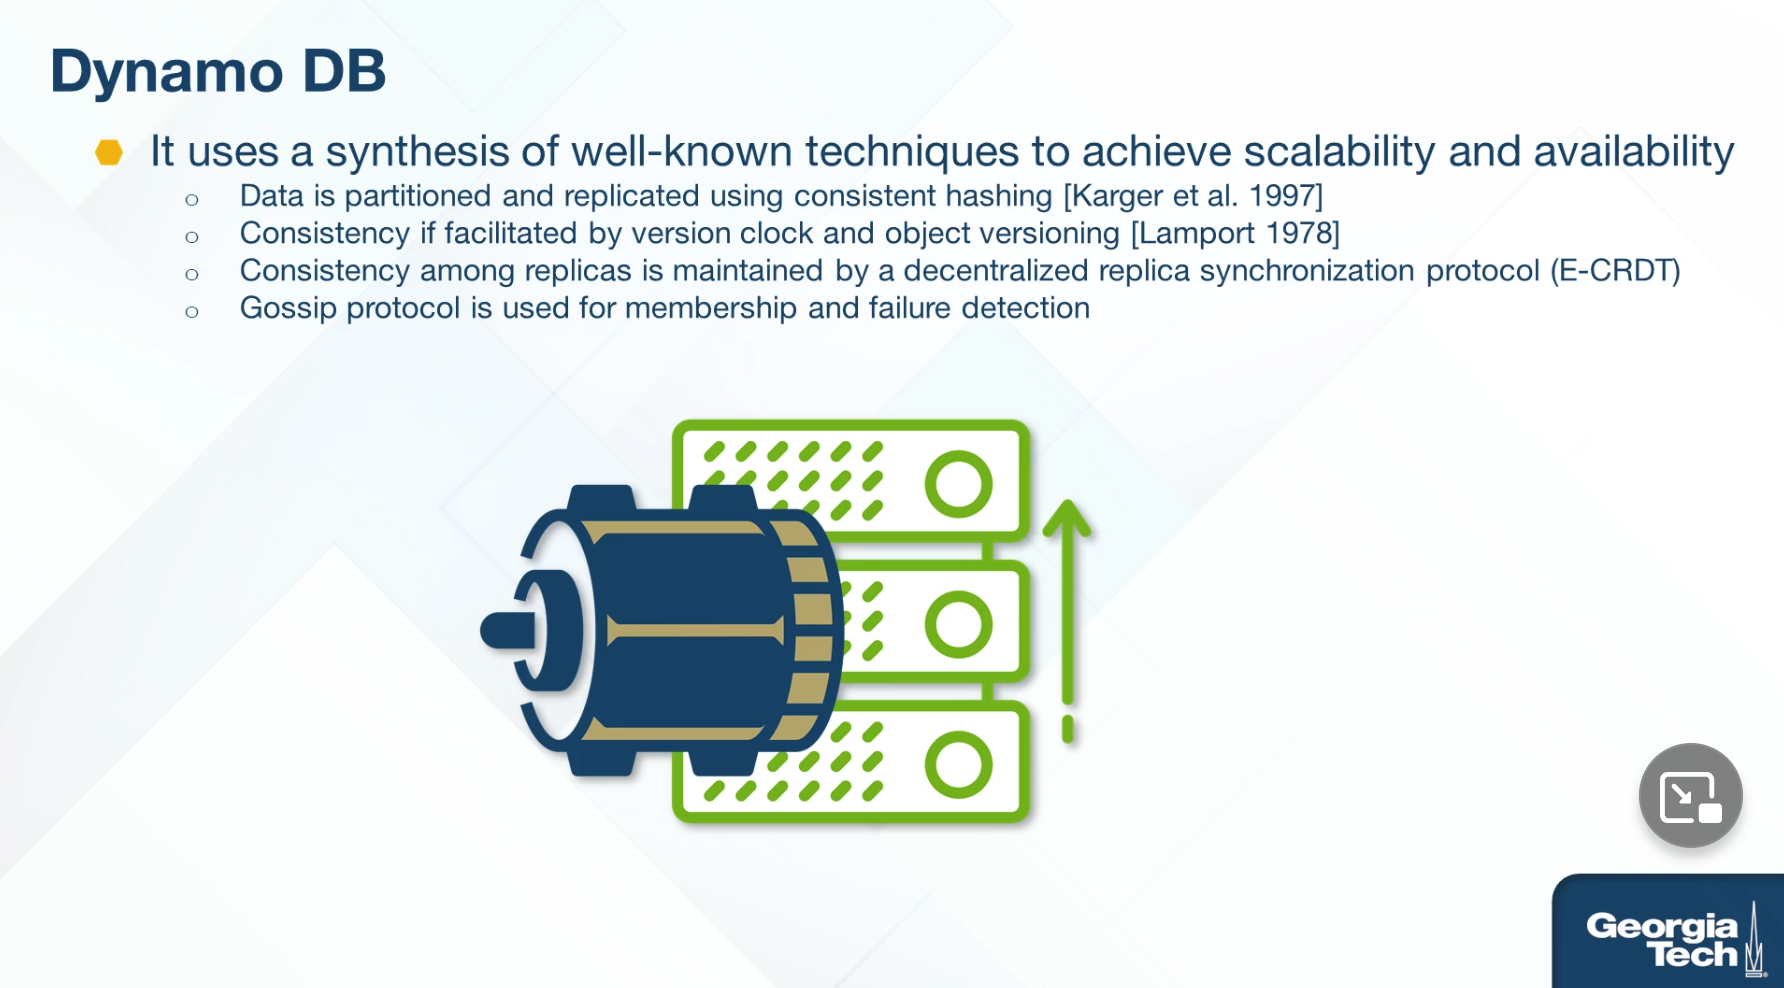 Dynamo DB
It uses a synthesis of well-known techniques to achieve scalability and availability
Data is partitioned and replicated using consistent hashing [Karger et al. 1997]
Consistency if facilitated by version clock and object versioning [Lamport 1978]
Consistency among replicas is maintained by a decentralized replica synchronization protocol (E-CRDT)
Gossip protocol is used for membership and failure detection
Georgia
Tech